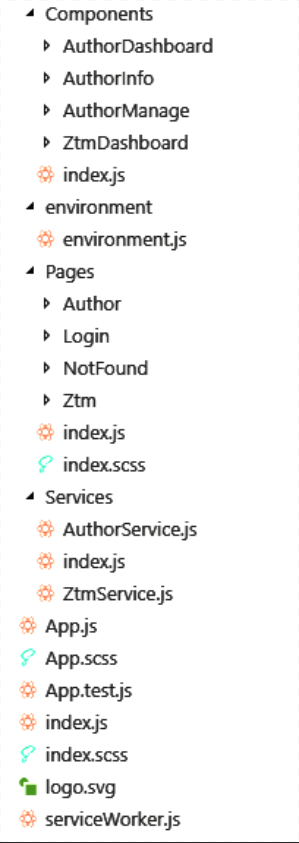 Components
AuthorDashboard
AuthorInfo
AuthorManage
ZtmDashboard
index.js
environment
environment.js
Pages
Author
Login
NotFound
Ztm
index.js
index.scss
Services
AuthorService.js
index.js
ZtmService.js
App.js
App.scss
App.test.js
index.js
index.scss
logo.svg
serviceWorker.js